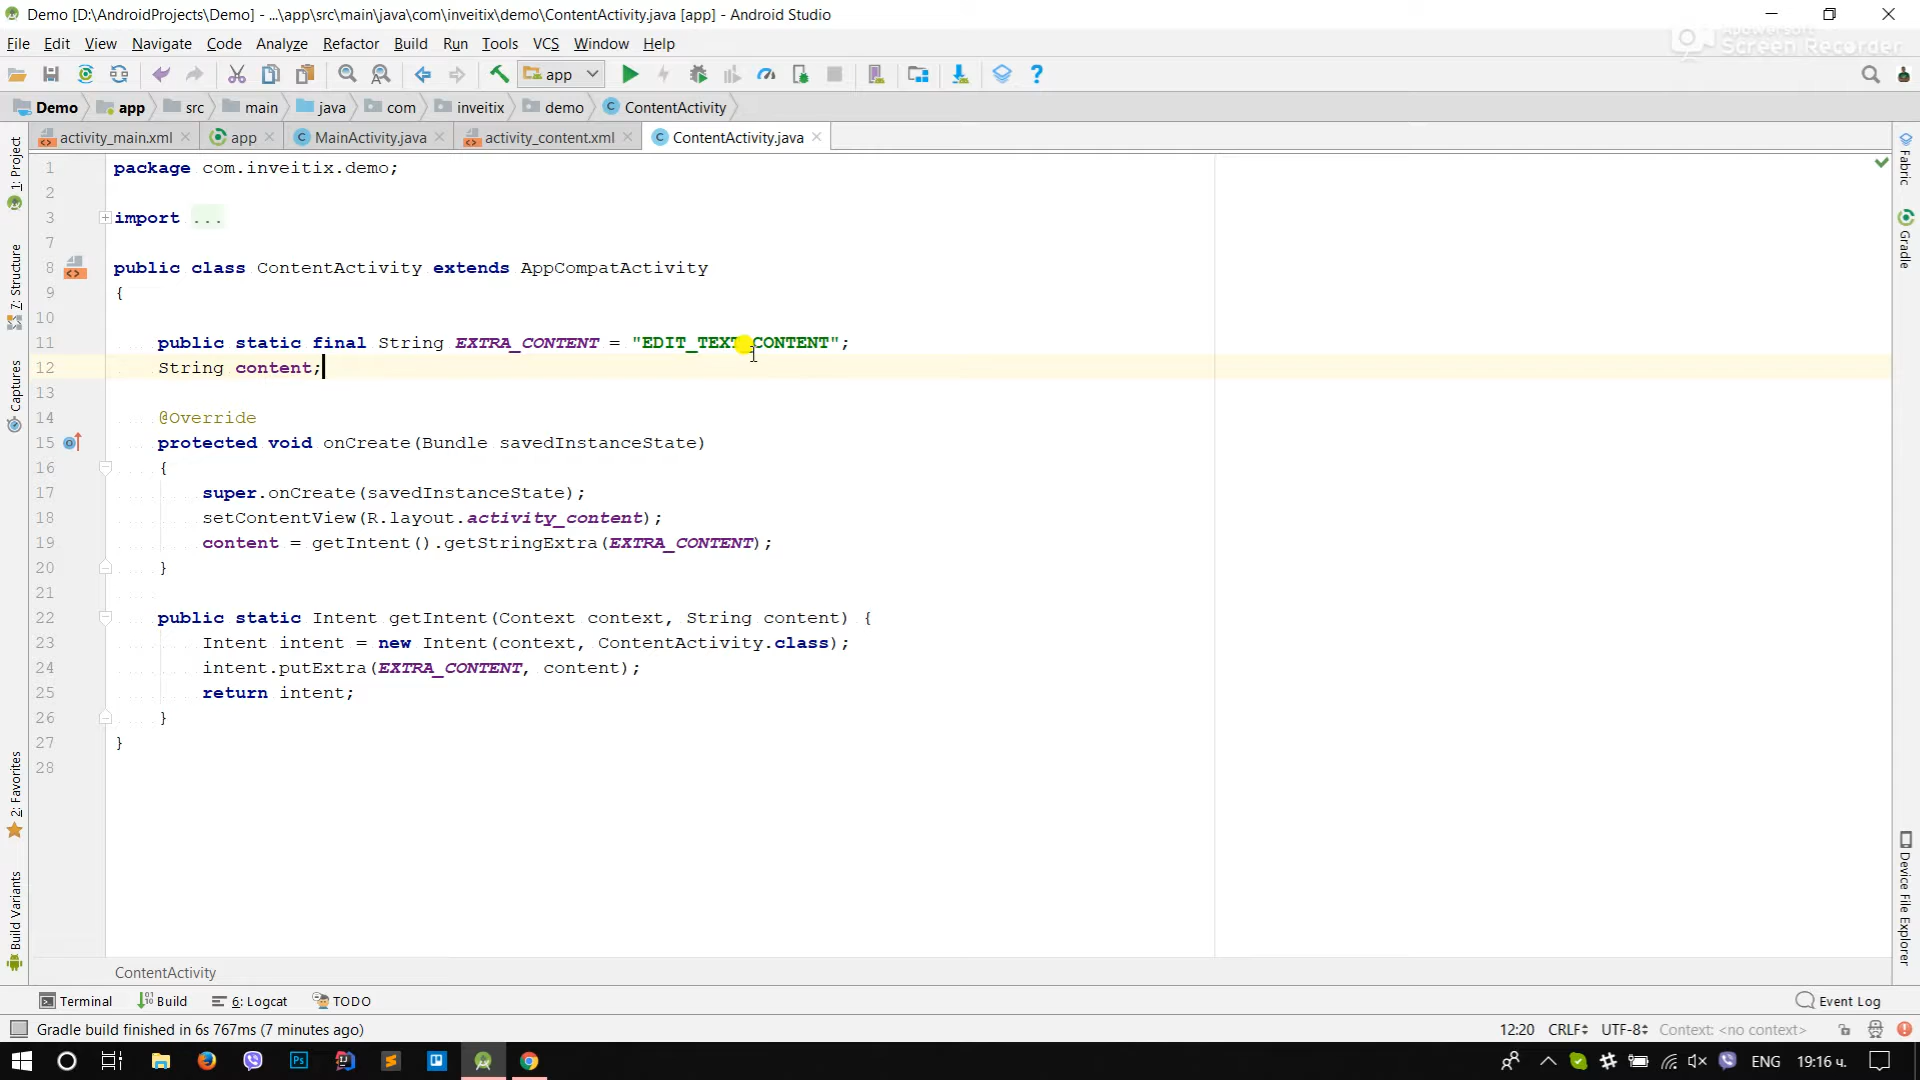 Demo [D:\AndroidProjects\Demo] - ...\app\src\main\java\com\inveitix\demo\ContentActivity.java [app] - Android Studio
Apowersoft
Screen Recorder
File Edit View Navigate Code Analyze Refactor Build Run Tools VCS Window Help
app
Demo app src main java com inveitix demo ContentActivity
activity_main.xml app MainActivity.java activity_content.xml ContentActivity.java
1 package com.inveitix.demo;
2
3 import ...
7
8 public class ContentActivity extends AppCompatActivity
9 {
10
11 public static final String EXTRA_CONTENT = "EDIT_TEXT_CONTENT";
12 String content;
13
14 @Override
15 protected void onCreate(Bundle savedInstanceState)
16 {
17 super.onCreate(savedInstanceState);
18 setContentView(R.layout.activity_content);
19 content = getIntent().getStringExtra(EXTRA_CONTENT);
20 }
21
22 public static Intent getIntent(Context context, String content) {
23 Intent intent = new Intent(context, ContentActivity.class);
24 intent.putExtra(EXTRA_CONTENT, content);
25 return intent;
26 }
27 }
28
1: Project
7: Structure
Captures
2: Favorites
Build Variants
Fabric
Gradle
Device File Explorer
ContentActivity
Terminal Build 6: Logcat TODO Event Log
Gradle build finished in 6s 767ms (7 minutes ago) 12:20 CRLF UTF-8 Context: <no context>
ENG 19:16 ч.